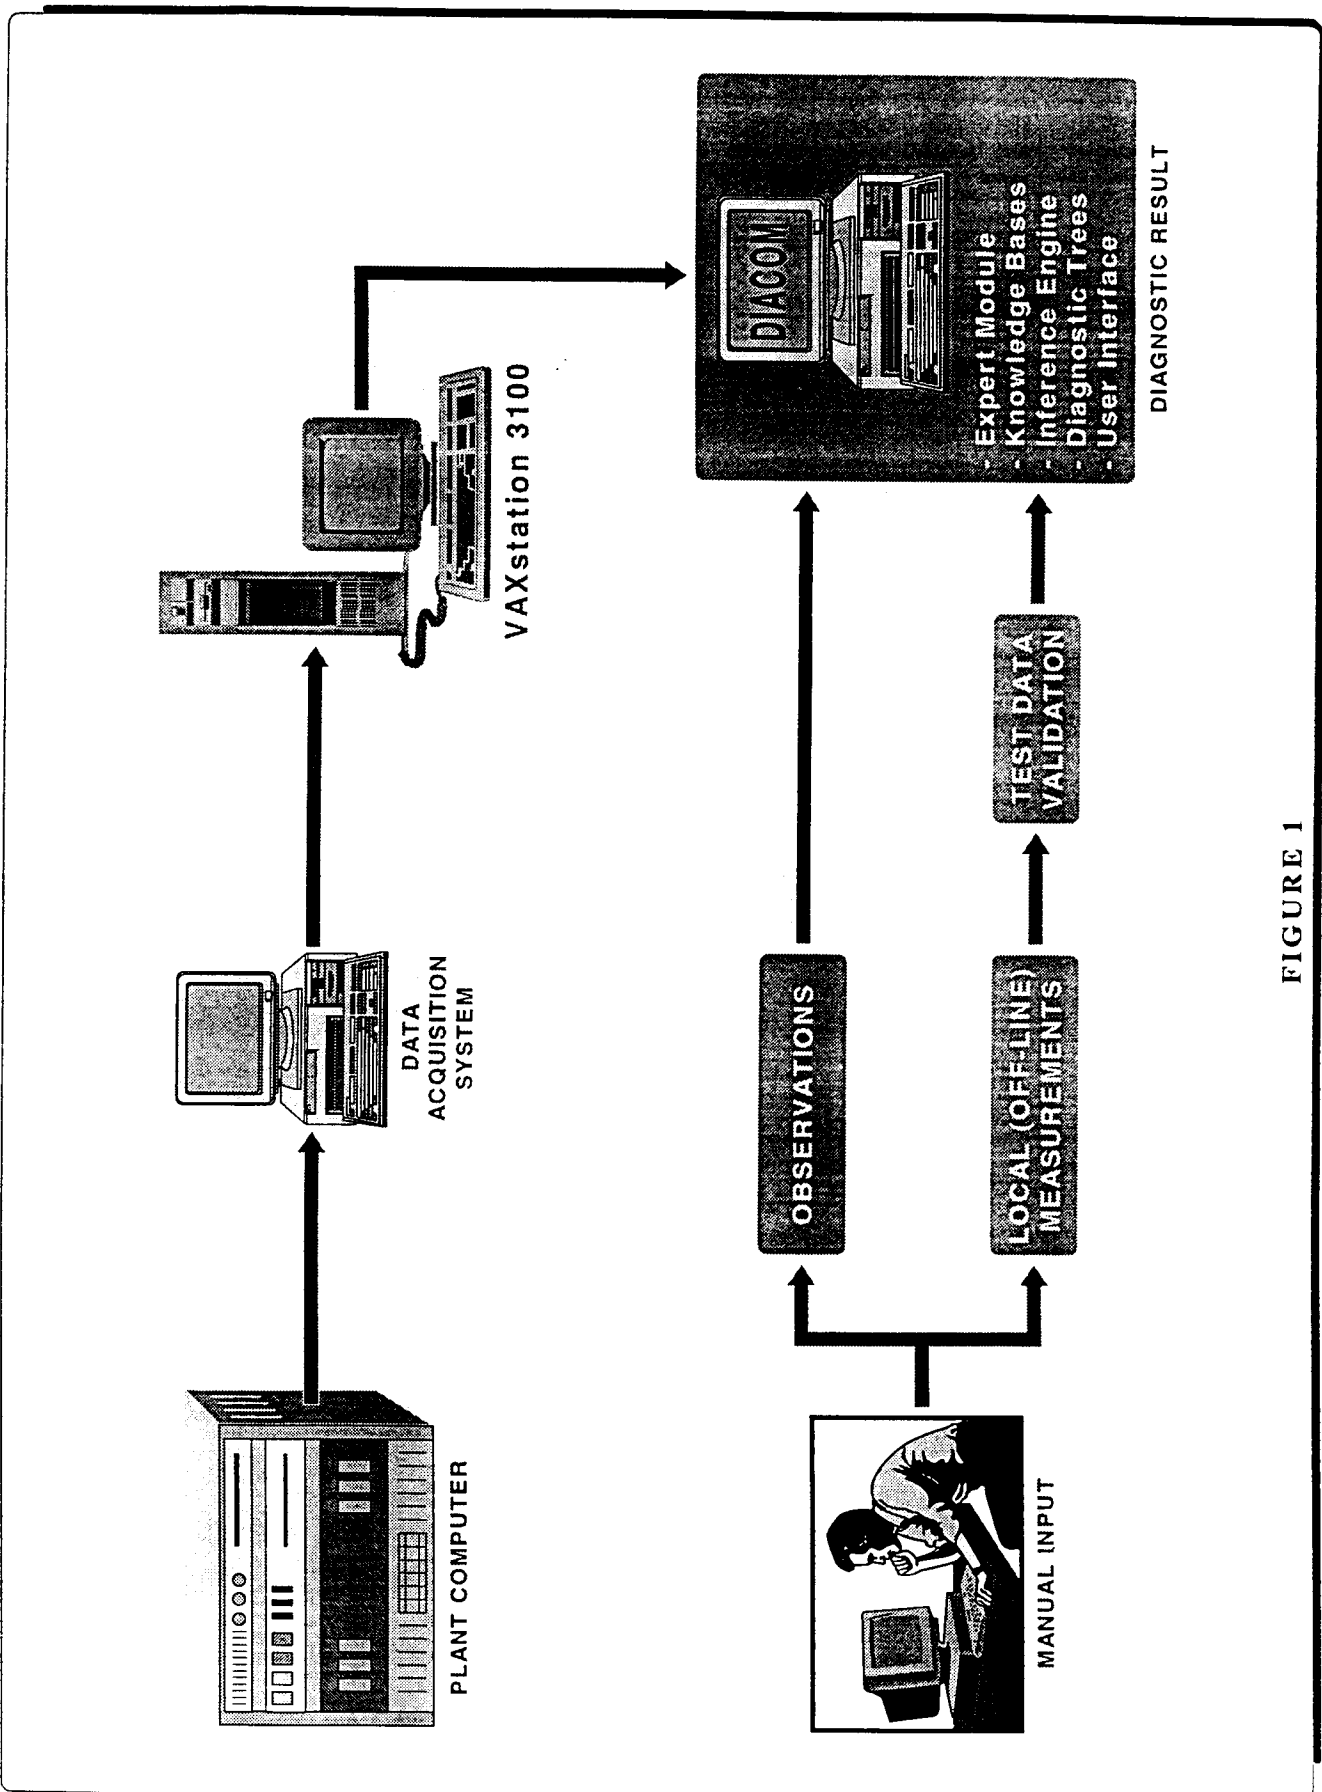 PLANT COMPUTER
DATA
ACQUISITION
SYSTEM
VAXstation 3100
MANUAL INPUT
OBSERVATIONS
LOCAL (OFF-LINE)
MEASUREMENTS
TEST DATA
VALIDATION
DIACOM
- Expert Module
- Knowledge Bases
- Inference Engine
- Diagnostic Trees
- User Interface
DIAGNOSTIC RESULT
FIGURE 1